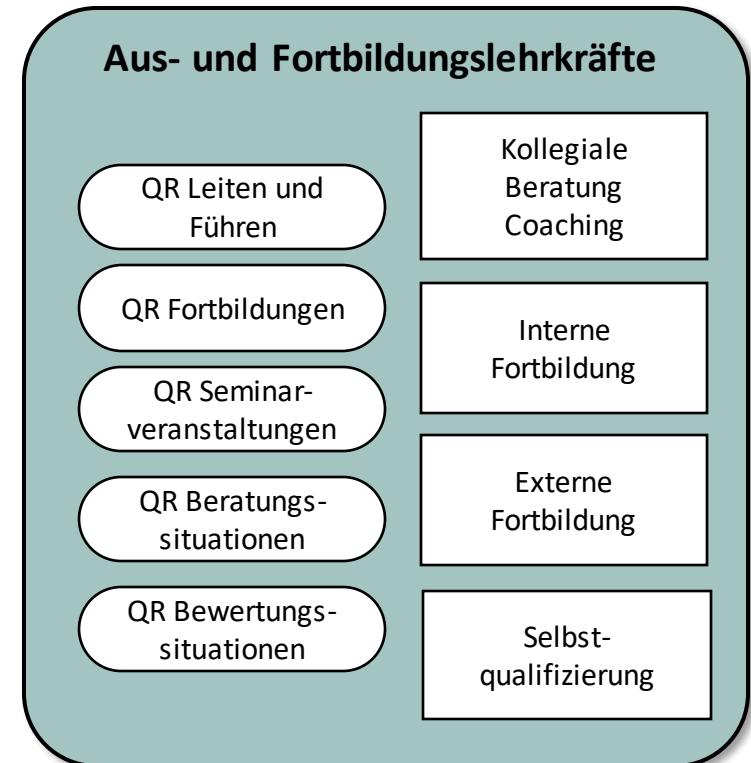 Aus- und Fortbildungslehrkräfte
QR Leiten und
Führen
QR Fortbildungen
QR Seminar-
veranstaltungen
QR Beratungs-
situationen
QR Bewertungs-
situationen
Kollegiale
Beratung
Coaching
Interne
Fortbildung
Externe
Fortbildung
Selbst-
qualifizierung